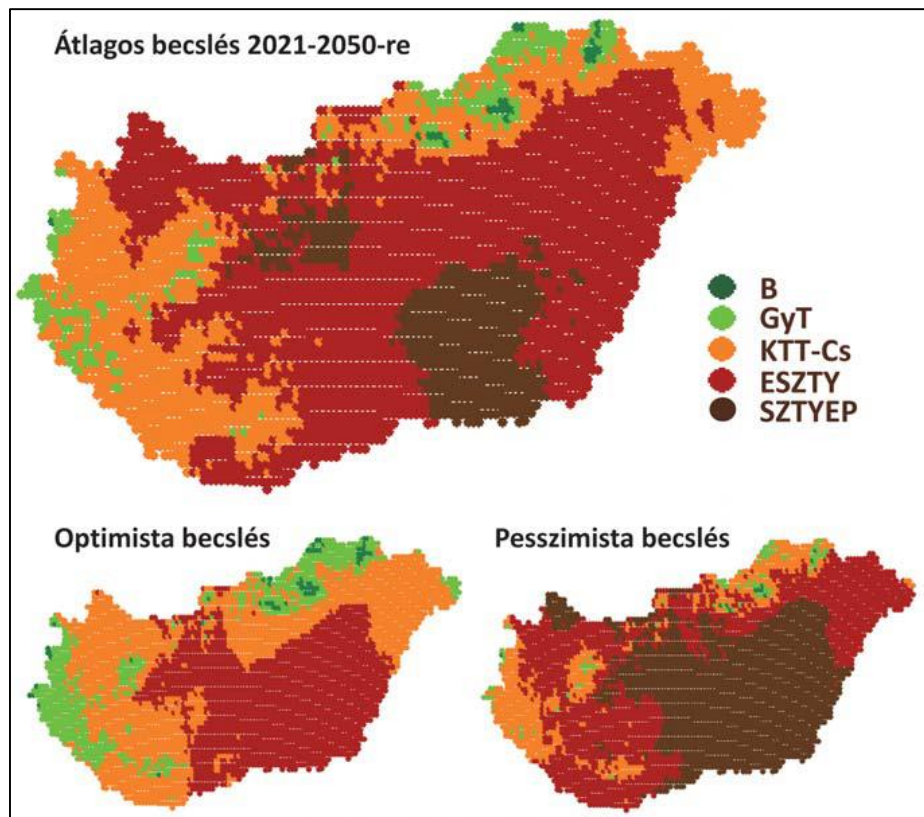 Átlagos becslés 2021-2050-re
B
GyT
KTT-Cs
ESZTY
SZTYEP
Optimista becslés
Pesszimista becslés